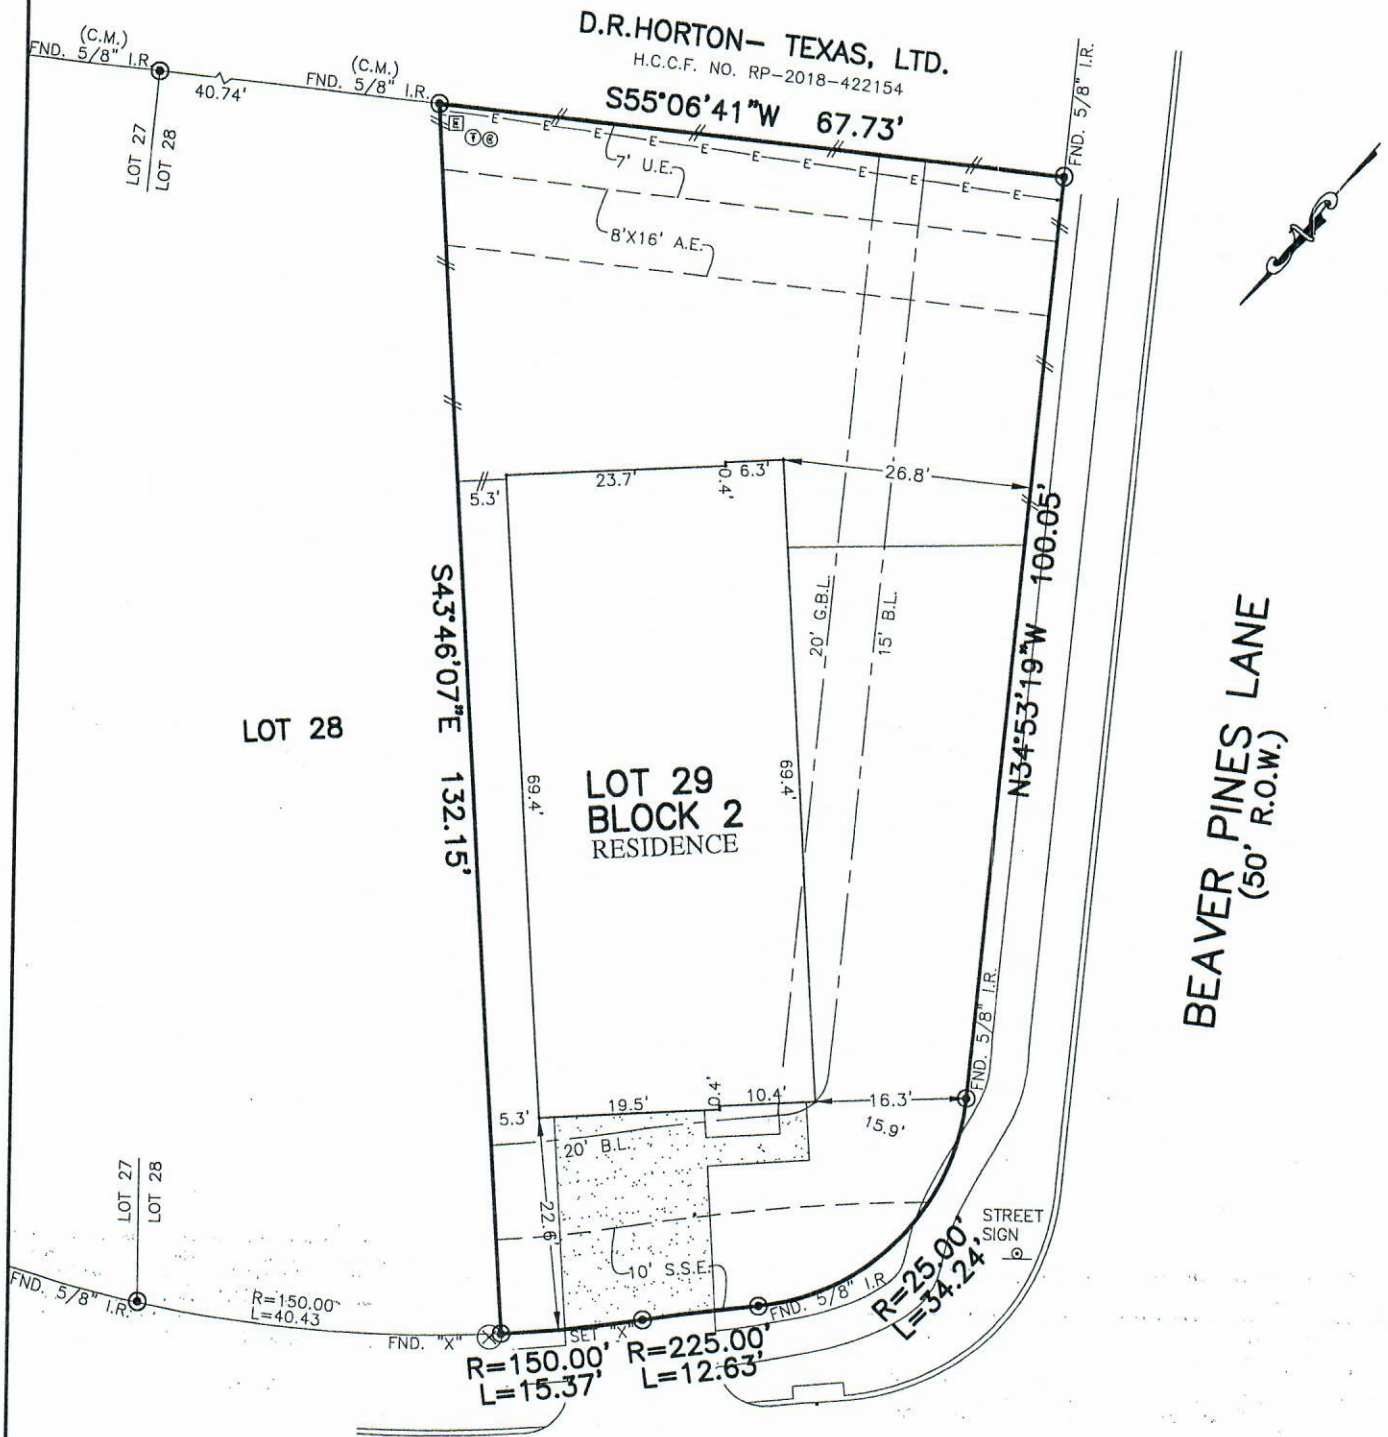 D.R.HORTON– TEXAS, LTD.
H.C.C.F. NO. RP–2018–422154
S55°06'41"W 67.73'
(C.M.)
FND. 5/8" I.R.
40.74'
(C.M.)
FND. 5/8" I.R.
FND. 5/8" I.R.
LOT 27
LOT 28
E
T
E
E
E
E
E
E
E
E
E
E
E
7' U.E.
8'X16' A.E.
23.7'
0.4'
6.3'
26.8'
5.3'
S43°46'07"E 132.15'
N34°53'19"W 100.05'
20' G.B.L.
15' B.L.
LOT 28
69.4'
LOT 29
BLOCK 2
RESIDENCE
69.4'
BEAVER PINES LANE
(50' R.O.W.)
FND. 5/8" I.R.
5.3'
19.5'
0.4'
10.4'
16.3'
15.9'
20' B.L.
22.6'
10' S.S.E.
LOT 27
LOT 28
STREET
SIGN
FND. 5/8" I.R.
R=150.00'
L=40.43
FND. "X"
SET "X"
FND. 5/8" I.R.
R=25.00'
L=34.24'
R=150.00'
L=15.37'
R=225.00'
L=12.63'